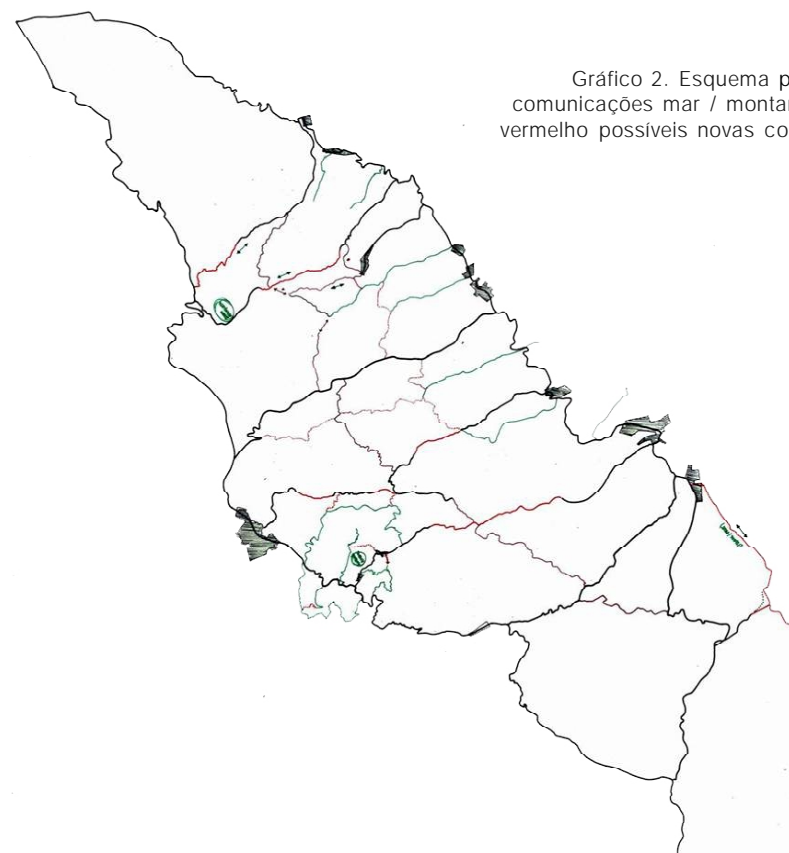 Gráfico 2. Esquema p
comunicações mar / montar
vermelho possíveis novas co